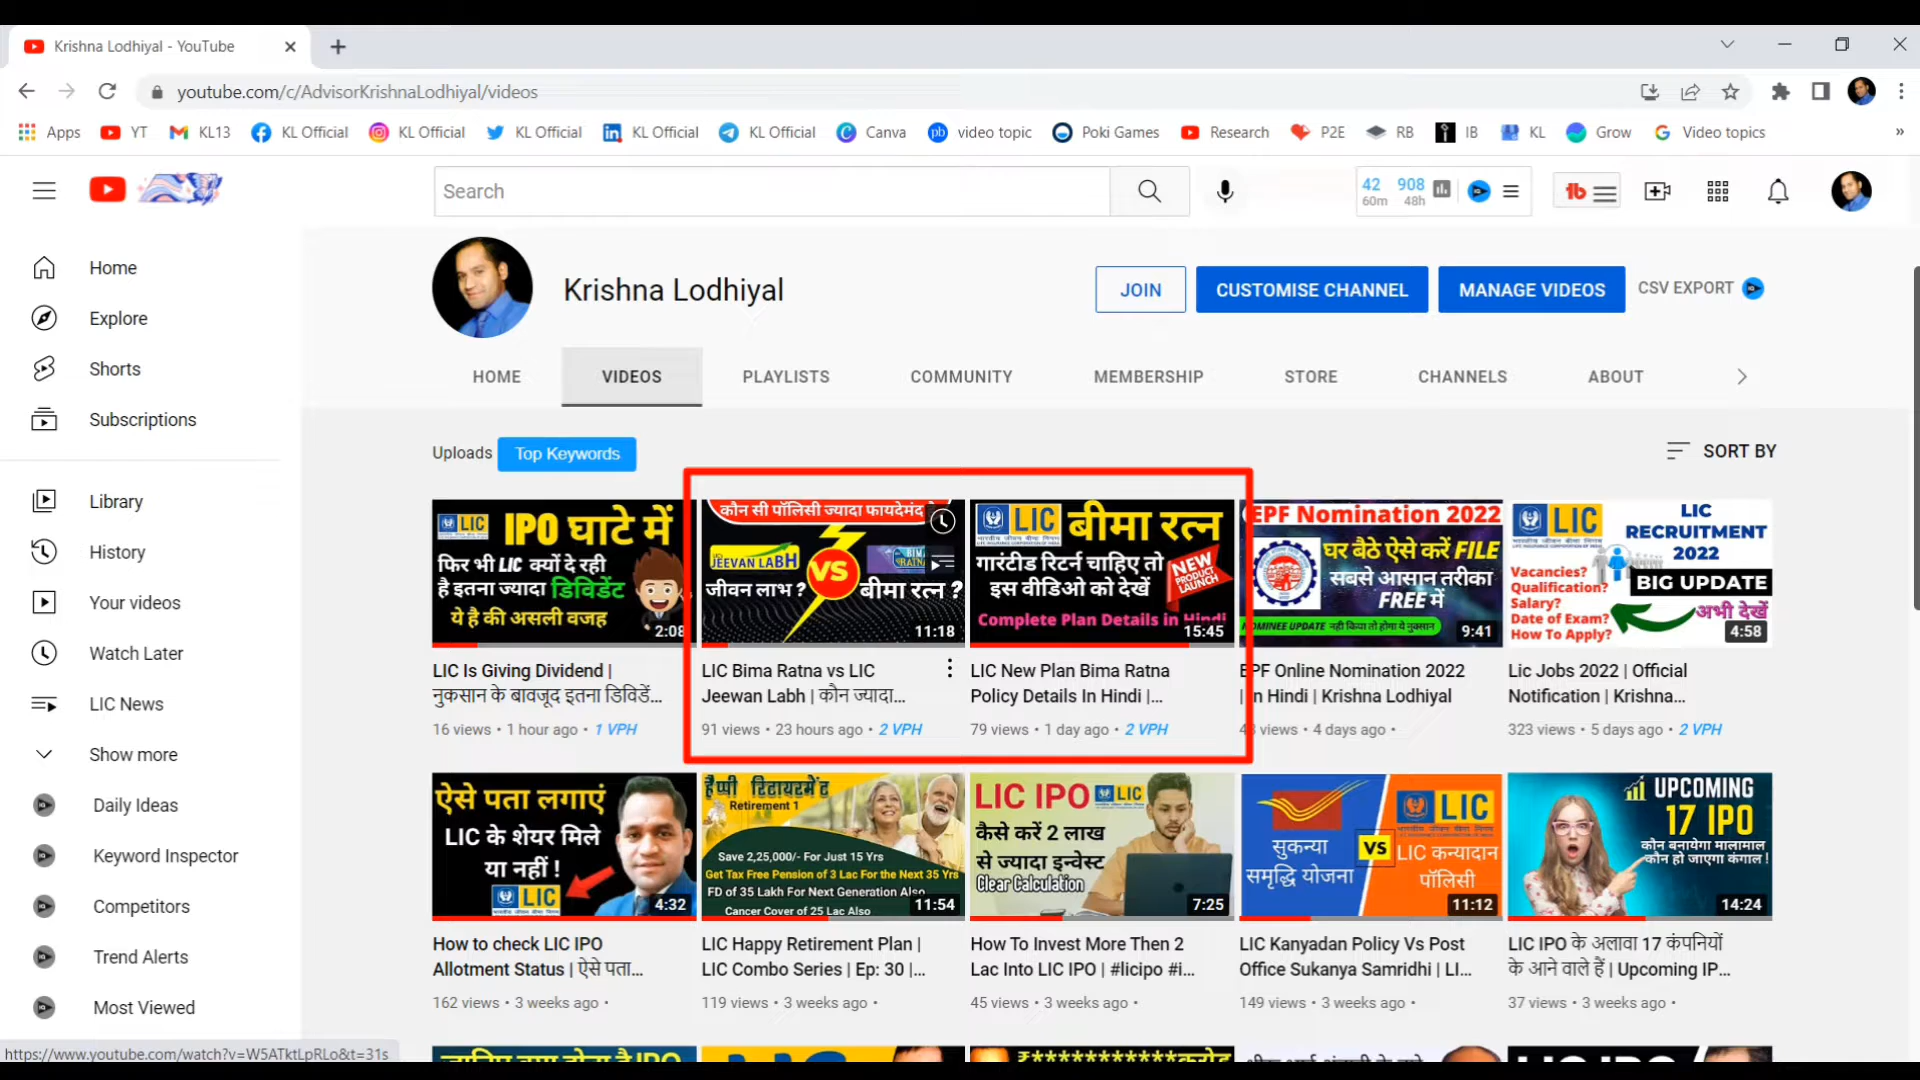 Krishna Lodhiyal - YouTube
youtube.com/c/AdvisorKrishnaLodhiyal/videos
Apps YT KL13 KL Official KL Official KL Official KL Official KL Official Canva video topic Poki Games Research P2E RB IB KL Grow Video topics »
Search
42 908
60m 48h
Home
Explore
Shorts
Subscriptions
Library
History
Your videos
Watch Later
LIC News
Show more
Daily Ideas
Keyword Inspector
Competitors
Trend Alerts
Most Viewed
https://www.youtube.com/watch?v=W5ATktLpRLo&t=31s
Krishna Lodhiyal
JOIN CUSTOMISE CHANNEL MANAGE VIDEOS CSV EXPORT
HOME VIDEOS PLAYLISTS COMMUNITY MEMBERSHIP STORE CHANNELS ABOUT
Uploads Top Keywords SORT BY
LIC IPO घाटे में
फिर भी LIC क्यों दे रही
है इतना ज्यादा डिविडेंट
ये है की असली वजह
2:08
LIC Is Giving Dividend |
नुकसान के बावजूद इतना डिविडें...
16 views • 1 hour ago • 1 VPH
कौन सी पॉलिसी ज्यादा फायदेमंद
JEEVAN LABH VS BIMA RATNA
जीवन लाभ ? बीमा रत्न ?
11:18
LIC Bima Ratna vs LIC
Jeewan Labh | कौन ज्यादा...
91 views • 23 hours ago • 2 VPH
LIC बीमा रत्न
गारंटीड रिटर्न चाहिए तो
इस वीडिओ को देखें
NEW PRODUCT LAUNCH
Complete Plan Details in Hindi
15:45
LIC New Plan Bima Ratna
Policy Details In Hindi |...
79 views • 1 day ago • 2 VPH
EPF Nomination 2022
घर बैठे ऐसे करें FILE
सबसे आसान तरीका
FREE में
NOMINEE UPDATE नही किया तो होगा ये नुक्सान
9:41
EPF Online Nomination 2022
| In Hindi | Krishna Lodhiyal
views • 4 days ago •
LIC
LIC
RECRUITMENT
2022
BIG UPDATE
Vacancies?
Qualification?
Salary?
Date of Exam?
How To Apply?
अभी देखें
4:58
Lic Jobs 2022 | Official
Notification | Krishna...
323 views • 5 days ago • 2 VPH
ऐसे पता लगाएं
LIC के शेयर मिले
या नहीं !
LIC
4:32
How to check LIC IPO
Allotment Status | ऐसे पता...
162 views • 3 weeks ago •
हैप्पी रिटायरमेंट
Retirement 1
Save 2,25,000/- For Just 15 Yrs
Get Tax Free Pension of 3 Lac For the Next 35 Yrs
FD of 35 Lakh For Next Generation Also
Cancer Cover of 25 Lac Also
11:54
LIC Happy Retirement Plan |
LIC Combo Series | Ep: 30 |...
119 views • 3 weeks ago •
LIC IPO LIC
कैसे करें 2 लाख
से ज्यादा इन्वेस्ट
Clear Calculation
7:25
How To Invest More Then 2
Lac Into LIC IPO | #licipo #i...
45 views • 3 weeks ago •
LIC
सुकन्या
समृद्धि योजना
VS
LIC कन्यादान
पॉलिसी
11:12
LIC Kanyadan Policy Vs Post
Office Sukanya Samridhi | LI...
149 views • 3 weeks ago •
UPCOMING
17 IPO
कौन बनायेगा मालामाल
कौन हो जाएगा कंगाल !
14:24
LIC IPO के अलावा 17 कंपनियों
के आने वाले हैं | Upcoming IP...
37 views • 3 weeks ago •